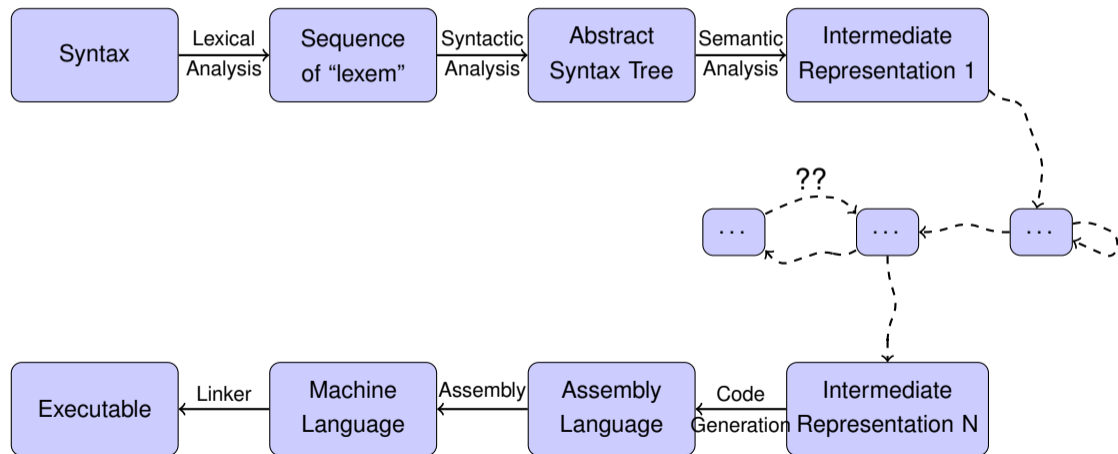 Syntax
Lexical
Analysis
Sequence
of “lexem”
Syntactic
Analysis
Abstract
Syntax Tree
Semantic
Analysis
Intermediate
Representation 1
??
...
...
...
Executable
Linker
Machine
Language
Assembly
Assembly
Language
Code
Generation
Intermediate
Representation N